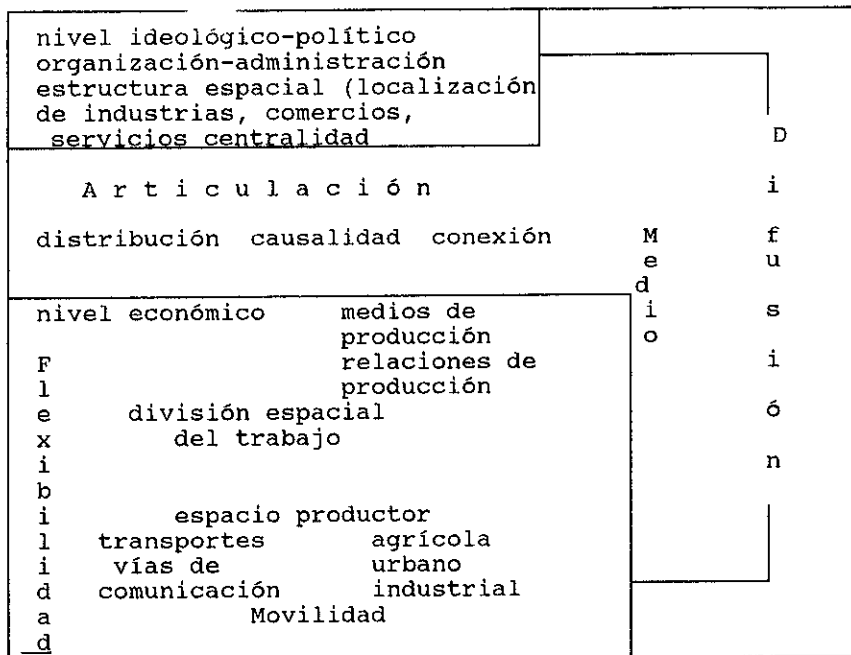 nivel ideológico-político
organización-administración
estructura espacial (localización
de industrias, comercios,
servicios centralidad
A r t i c u l a c i ó n
distribución causalidad conexión
Medio
Difusión
nivel económico medios de
producción
relaciones de
producción
Flexibilidad
división espacial
del trabajo
espacio productor
transportes agrícola
vías de urbano
comunicación industrial
Movilidad